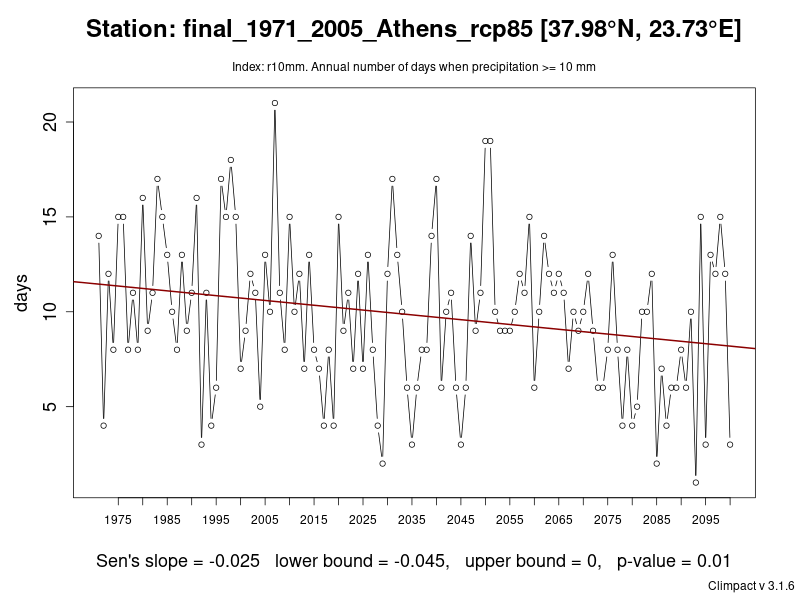 Station: final_1971_2005_Athens_rcp85 [37.98°N, 23.73°E]
Index: r10mm. Annual number of days when precipitation >= 10 mm
20
15
10
5
days
1975 1985 1995 2005 2015 2025 2035 2045 2055 2065 2075 2085 2095
Sen's slope = -0.025 lower bound = -0.045, upper bound = 0, p-value = 0.01
Climpact v 3.1.6